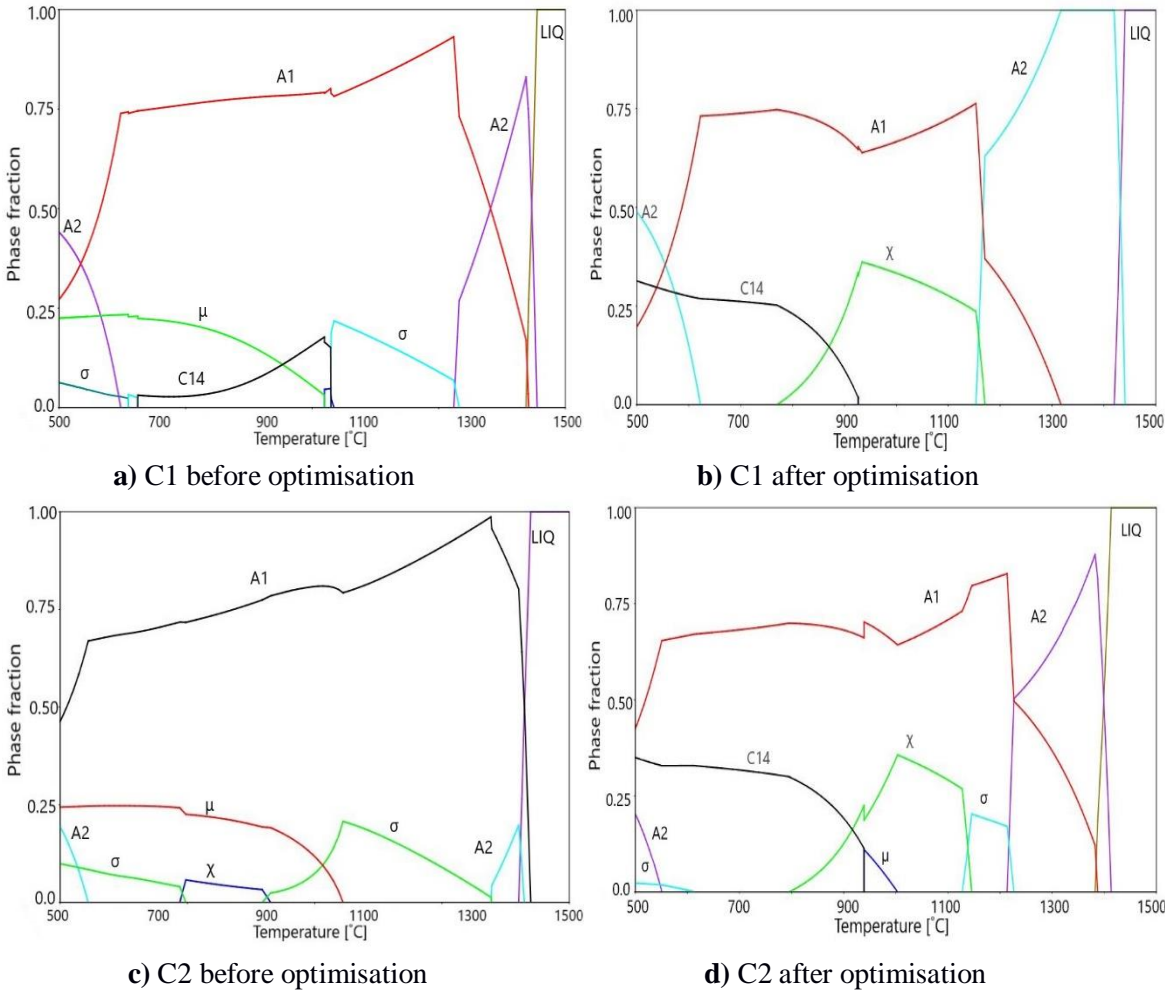 1.00
0.75
0.50
0.25
0.0
Phase fraction
A1
A2
A2
μ
σ
C14
σ
LIQ
500 700 900 1100 1300 1500
Temperature [˚C]
a) C1 before optimisation
1.00
0.75
0.50
0.25
0.0
Phase fraction
A2
A1
A2
χ
C14
LIQ
500 700 900 1100 1300 1500
Temperature [˚C]
b) C1 after optimisation
1.00
0.75
0.50
0.25
0.0
Phase fraction
A1
μ
A2
σ
χ
σ
A2
LIQ
500 700 900 1100 1300 1500
Temperature [˚C]
c) C2 before optimisation
1.00
0.75
0.50
0.25
0.0
Phase fraction
A1
A2
χ
C14
σ
A2
σ
μ
LIQ
500 700 900 1100 1300 1500
Temperature [˚C]
d) C2 after optimisation